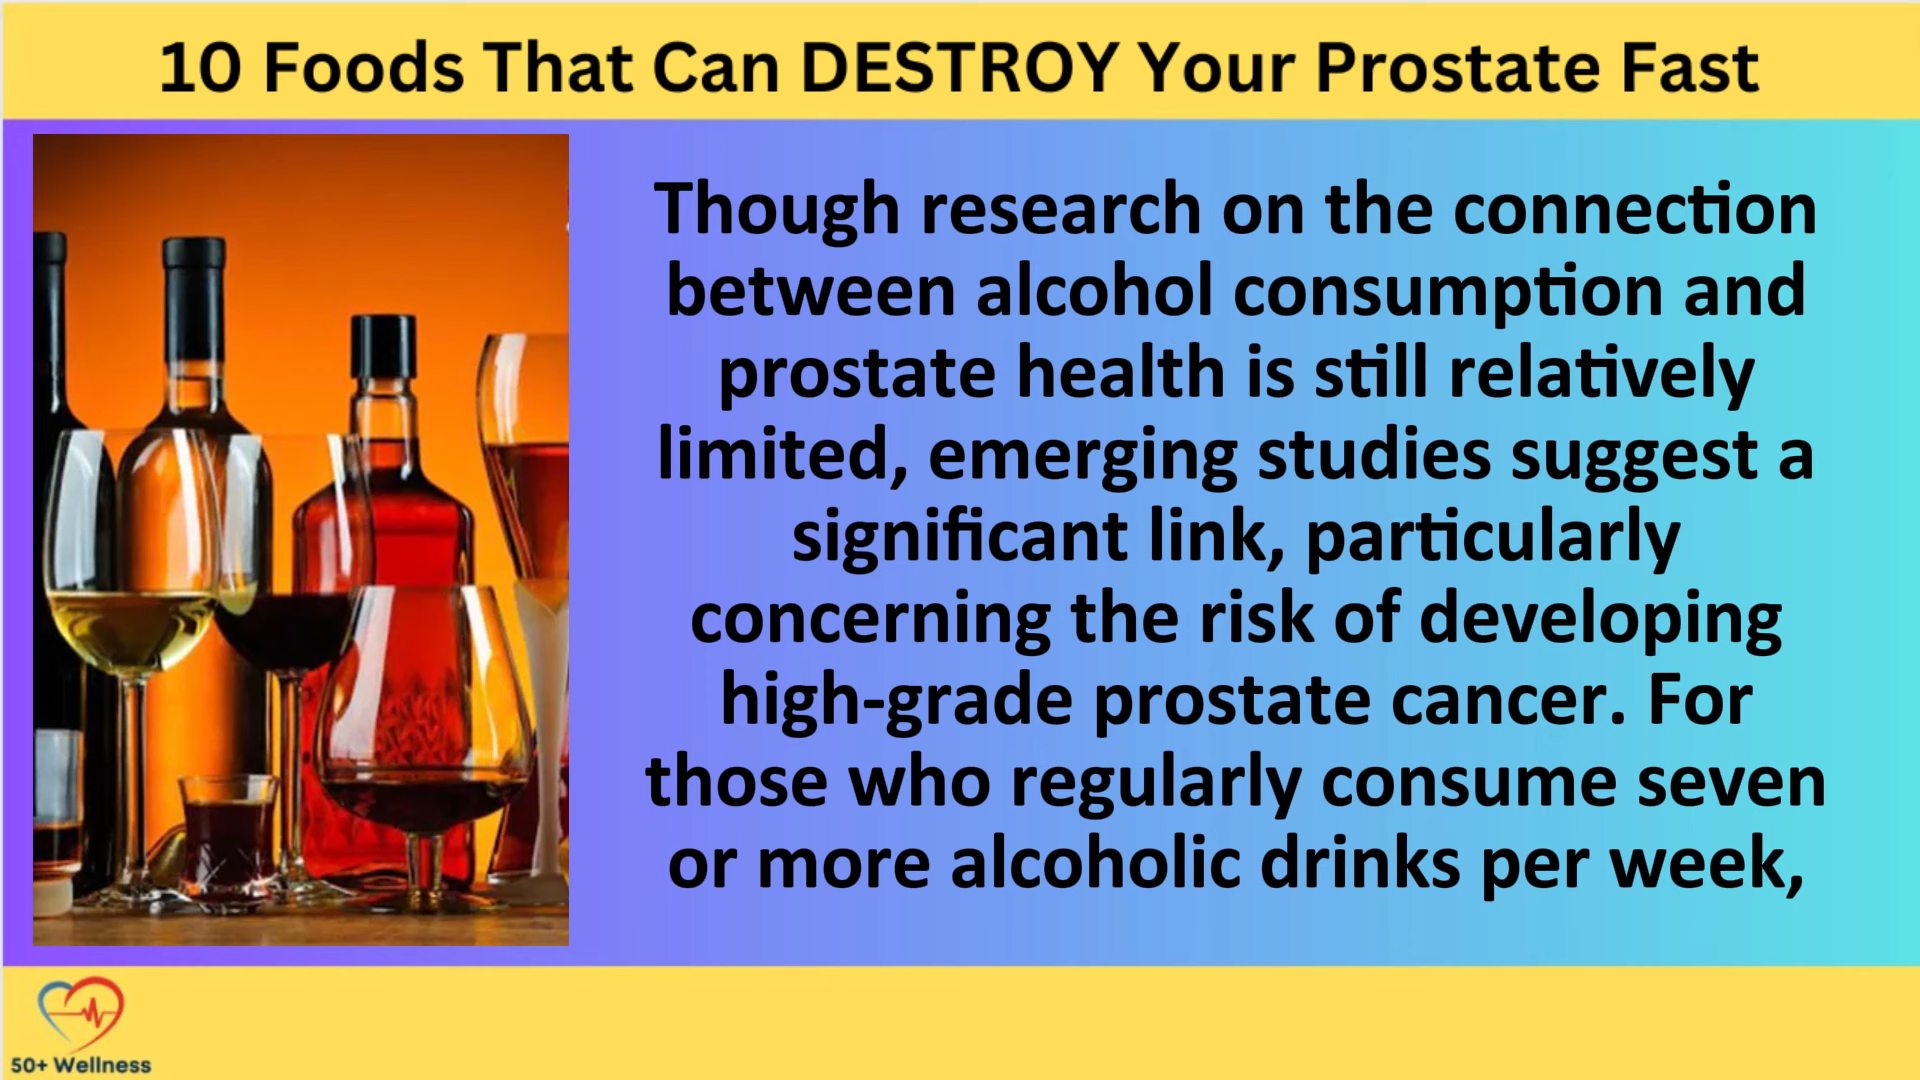 10 Foods That Can DESTROY Your Prostate Fast
Though research on the connection
between alcohol consumption and
prostate health is still relatively
limited, emerging studies suggest a
significant link, particularly
concerning the risk of developing
high-grade prostate cancer. For
those who regularly consume seven
or more alcoholic drinks per week,
50+ Wellness